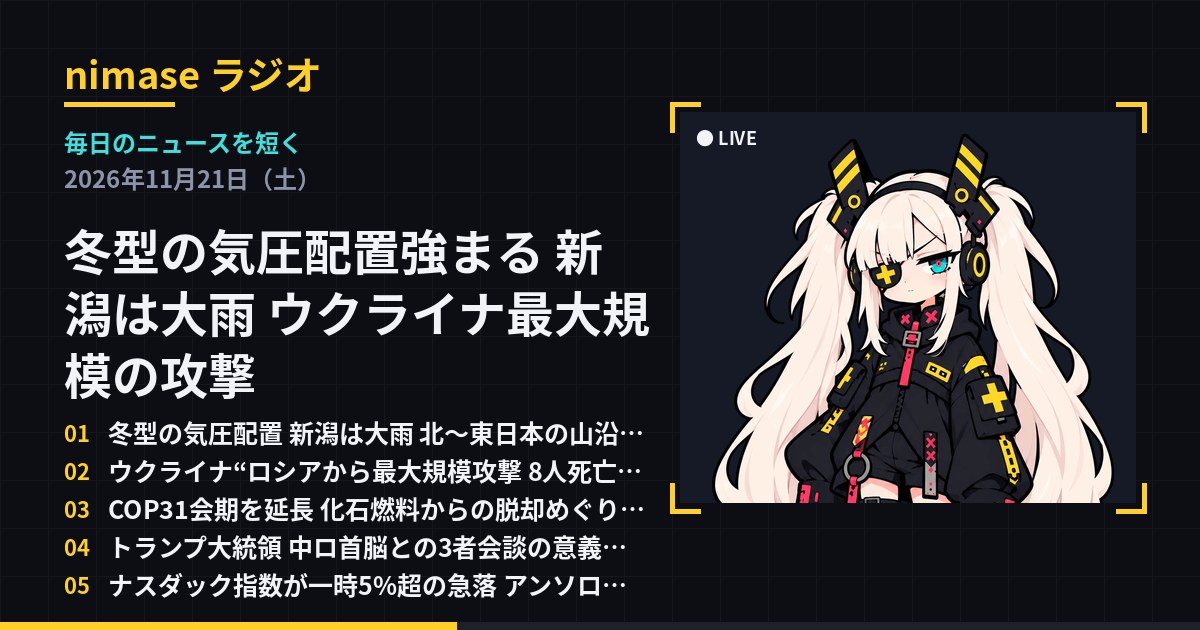 nimase ラジオ
毎日のニュースを短く
2026年11月21日（土）
冬型の気圧配置強まる 新
潟は大雨 ウクライナ最大規
模の攻撃
01 冬型の気圧配置 新潟は大雨 北～東日本の山沿…
02 ウクライナ“ロシアから最大規模攻撃 8人死亡…
03 COP31会期を延長 化石燃料からの脱却めぐり…
04 トランプ大統領 中ロ首脳との3者会談の意義…
05 ナスダック指数が一時5%超の急落 アンソロ…
LIVE